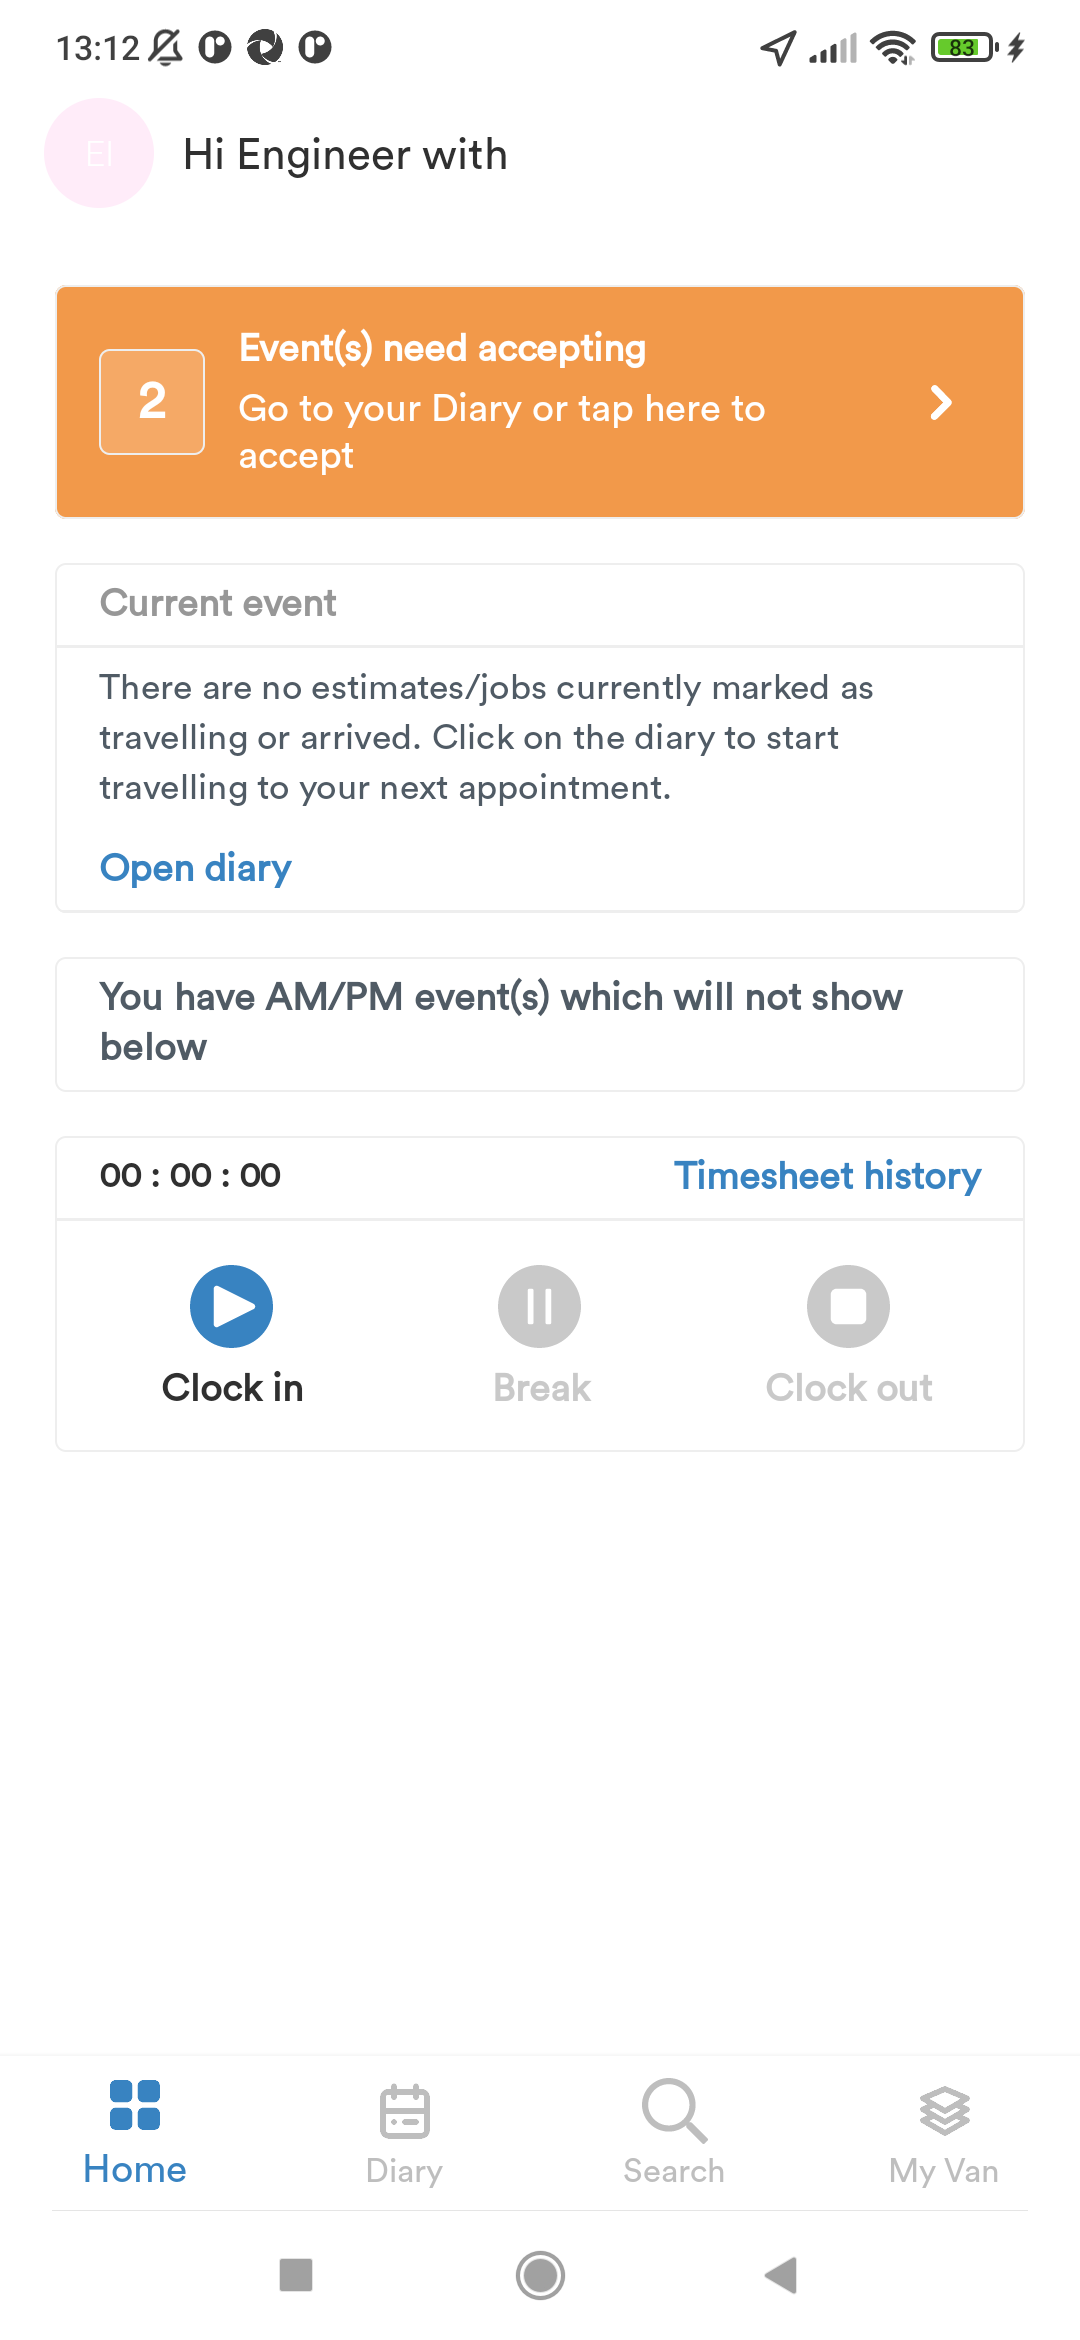 13:12
83
EI
Hi Engineer with
2
Event(s) need accepting
Go to your Diary or tap here to
accept
Current event
There are no estimates/jobs currently marked as
travelling or arrived. Click on the diary to start
travelling to your next appointment.
Open diary
You have AM/PM event(s) which will not show
below
00 : 00 : 00
Timesheet history
Clock in
Break
Clock out
Home
Diary
Search
My Van